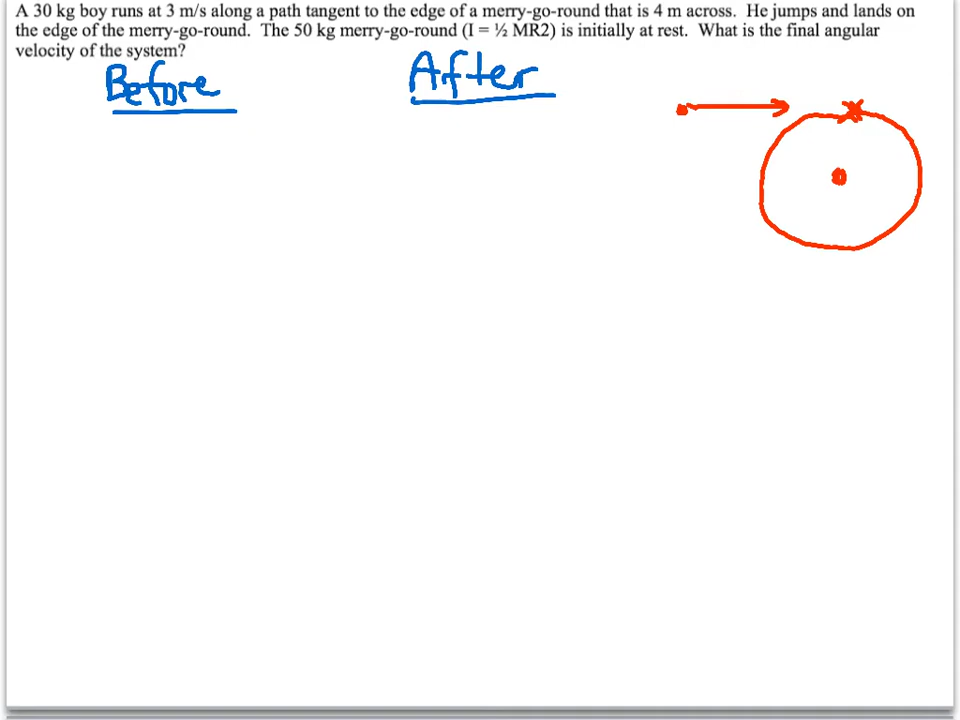 A 30 kg boy runs at 3 m/s along a path tangent to the edge of a merry-go-round that is 4 m across.  He jumps and lands on
the edge of the merry-go-round.  The 50 kg merry-go-round (I = ½ MR2) is initially at rest.  What is the final angular
velocity of the system?
Before After